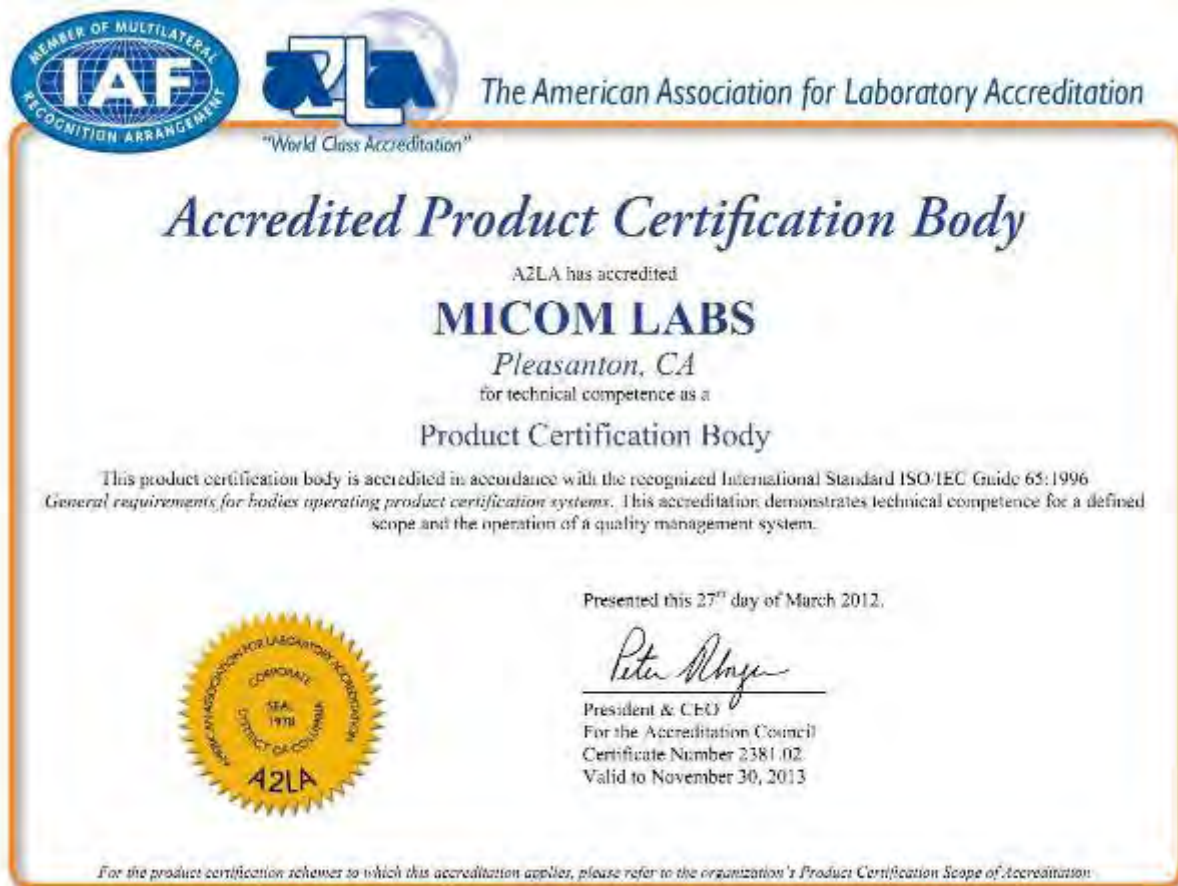 MEMBER OF MULTILATERAL
IAF
RECOGNITION ARRANGEMENT
A2LA
The American Association for Laboratory Accreditation
"World Class Accreditation"
Accredited Product Certification Body
A2LA has accredited
MICOM LABS
Pleasanton, CA
for technical competence as a
Product Certification Body
This product certification body is accredited in accordance with the recognized International Standard ISO/IEC Guide 65:1996
General requirements for bodies operating product certification systems. This accreditation demonstrates technical competence for a defined
scope and the operation of a quality management system.
Presented this 27th day of March 2012.
Peter
President & CEO
For the Accreditation Council
Certificate Number 2381.02
Valid to November 30, 2013
AMERICAN ASSOCIATION FOR LABORATORY ACCREDITATION
CORPORATE
SEAL
1978
DISTRICT OF COLUMBIA
A2LA
For the product certification schemes to which this accreditation applies, please refer to the organization's Product Certification Scope of Accreditation